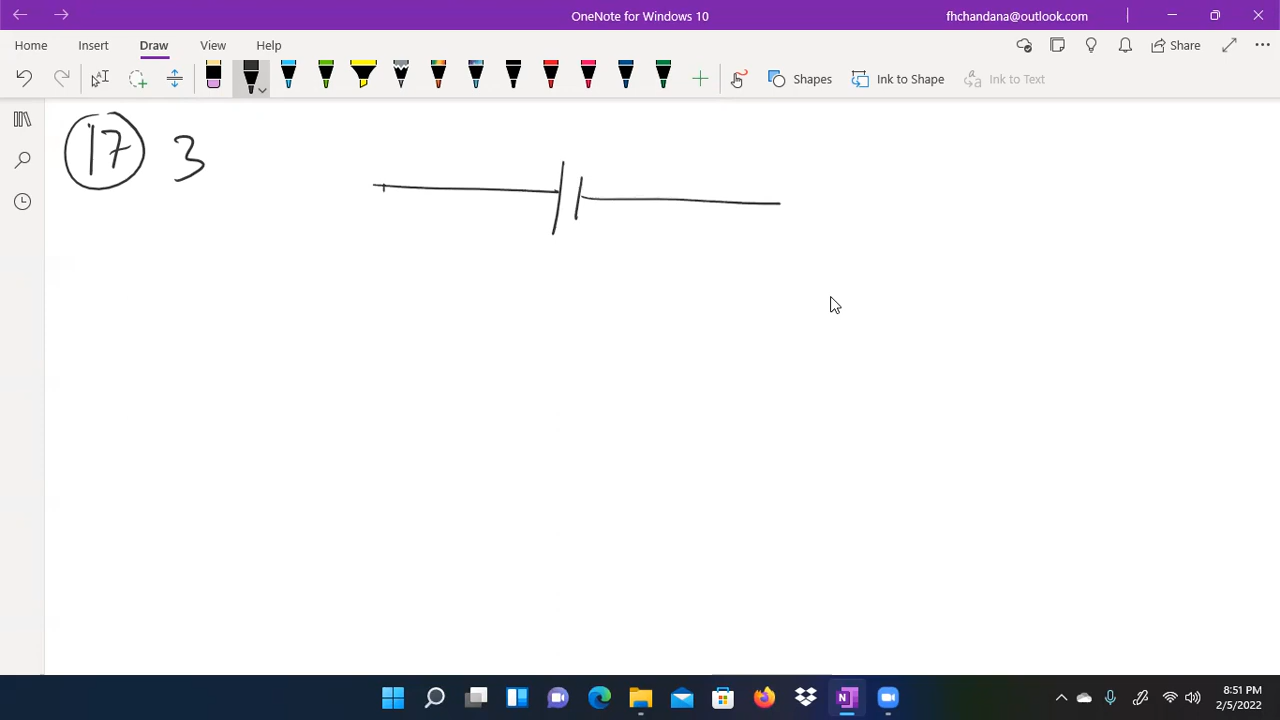 OneNote for Windows 10
fhchandana@outlook.com
Home Insert Draw View Help
Share
Shapes Ink to Shape Ink to Text
17 3
8:51 PM
2/5/2022